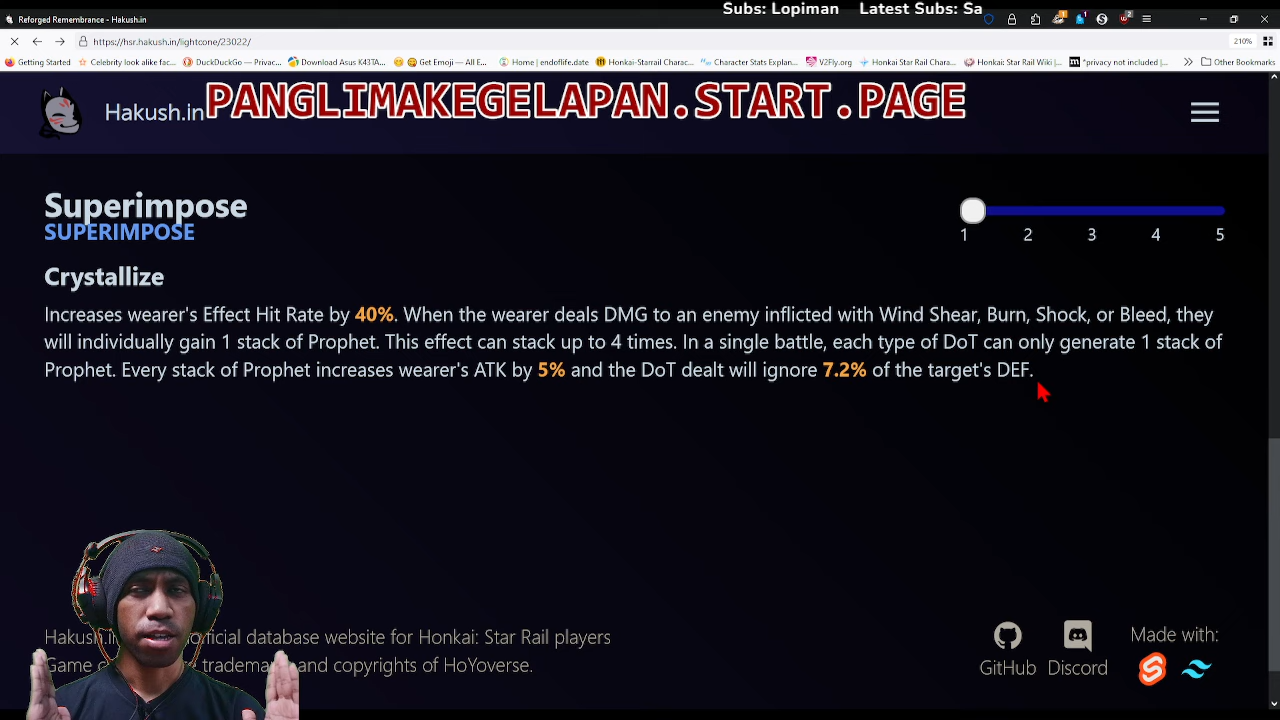 Subs: Lopiman Latest Subs: Sa
Reforged Remembrance - Hakush.in
https://hsr.hakush.in/lightcone/23022/
210%
Getting Started
Celebrity look alike fac...
DuckDuckGo — Privac...
Download Asus K43TA...
Get Emoji — All E...
Home | endoflife.date
Honkai-Starrail Charac...
Character Stats Explan...
V2Fly.org
Honkai Star Rail Chara...
Honkai: Star Rail Wiki |...
*privacy not included |...
Other Bookmarks
Hakush.in
PANGLIMAKEGELAPAN.START.PAGE
Superimpose
SUPERIMPOSE
1 2 3 4 5
Crystallize
Increases wearer's Effect Hit Rate by 40%. When the wearer deals DMG to an enemy inflicted with Wind Shear, Burn, Shock, or Bleed, they
will individually gain 1 stack of Prophet. This effect can stack up to 4 times. In a single battle, each type of DoT can only generate 1 stack of
Prophet. Every stack of Prophet increases wearer's ATK by 5% and the DoT dealt will ignore 7.2% of the target's DEF.
Hakush.i ficial database website for Honkai: Star Rail players
Game and copyrights of HoYoverse.
GitHub
Discord
Made with: